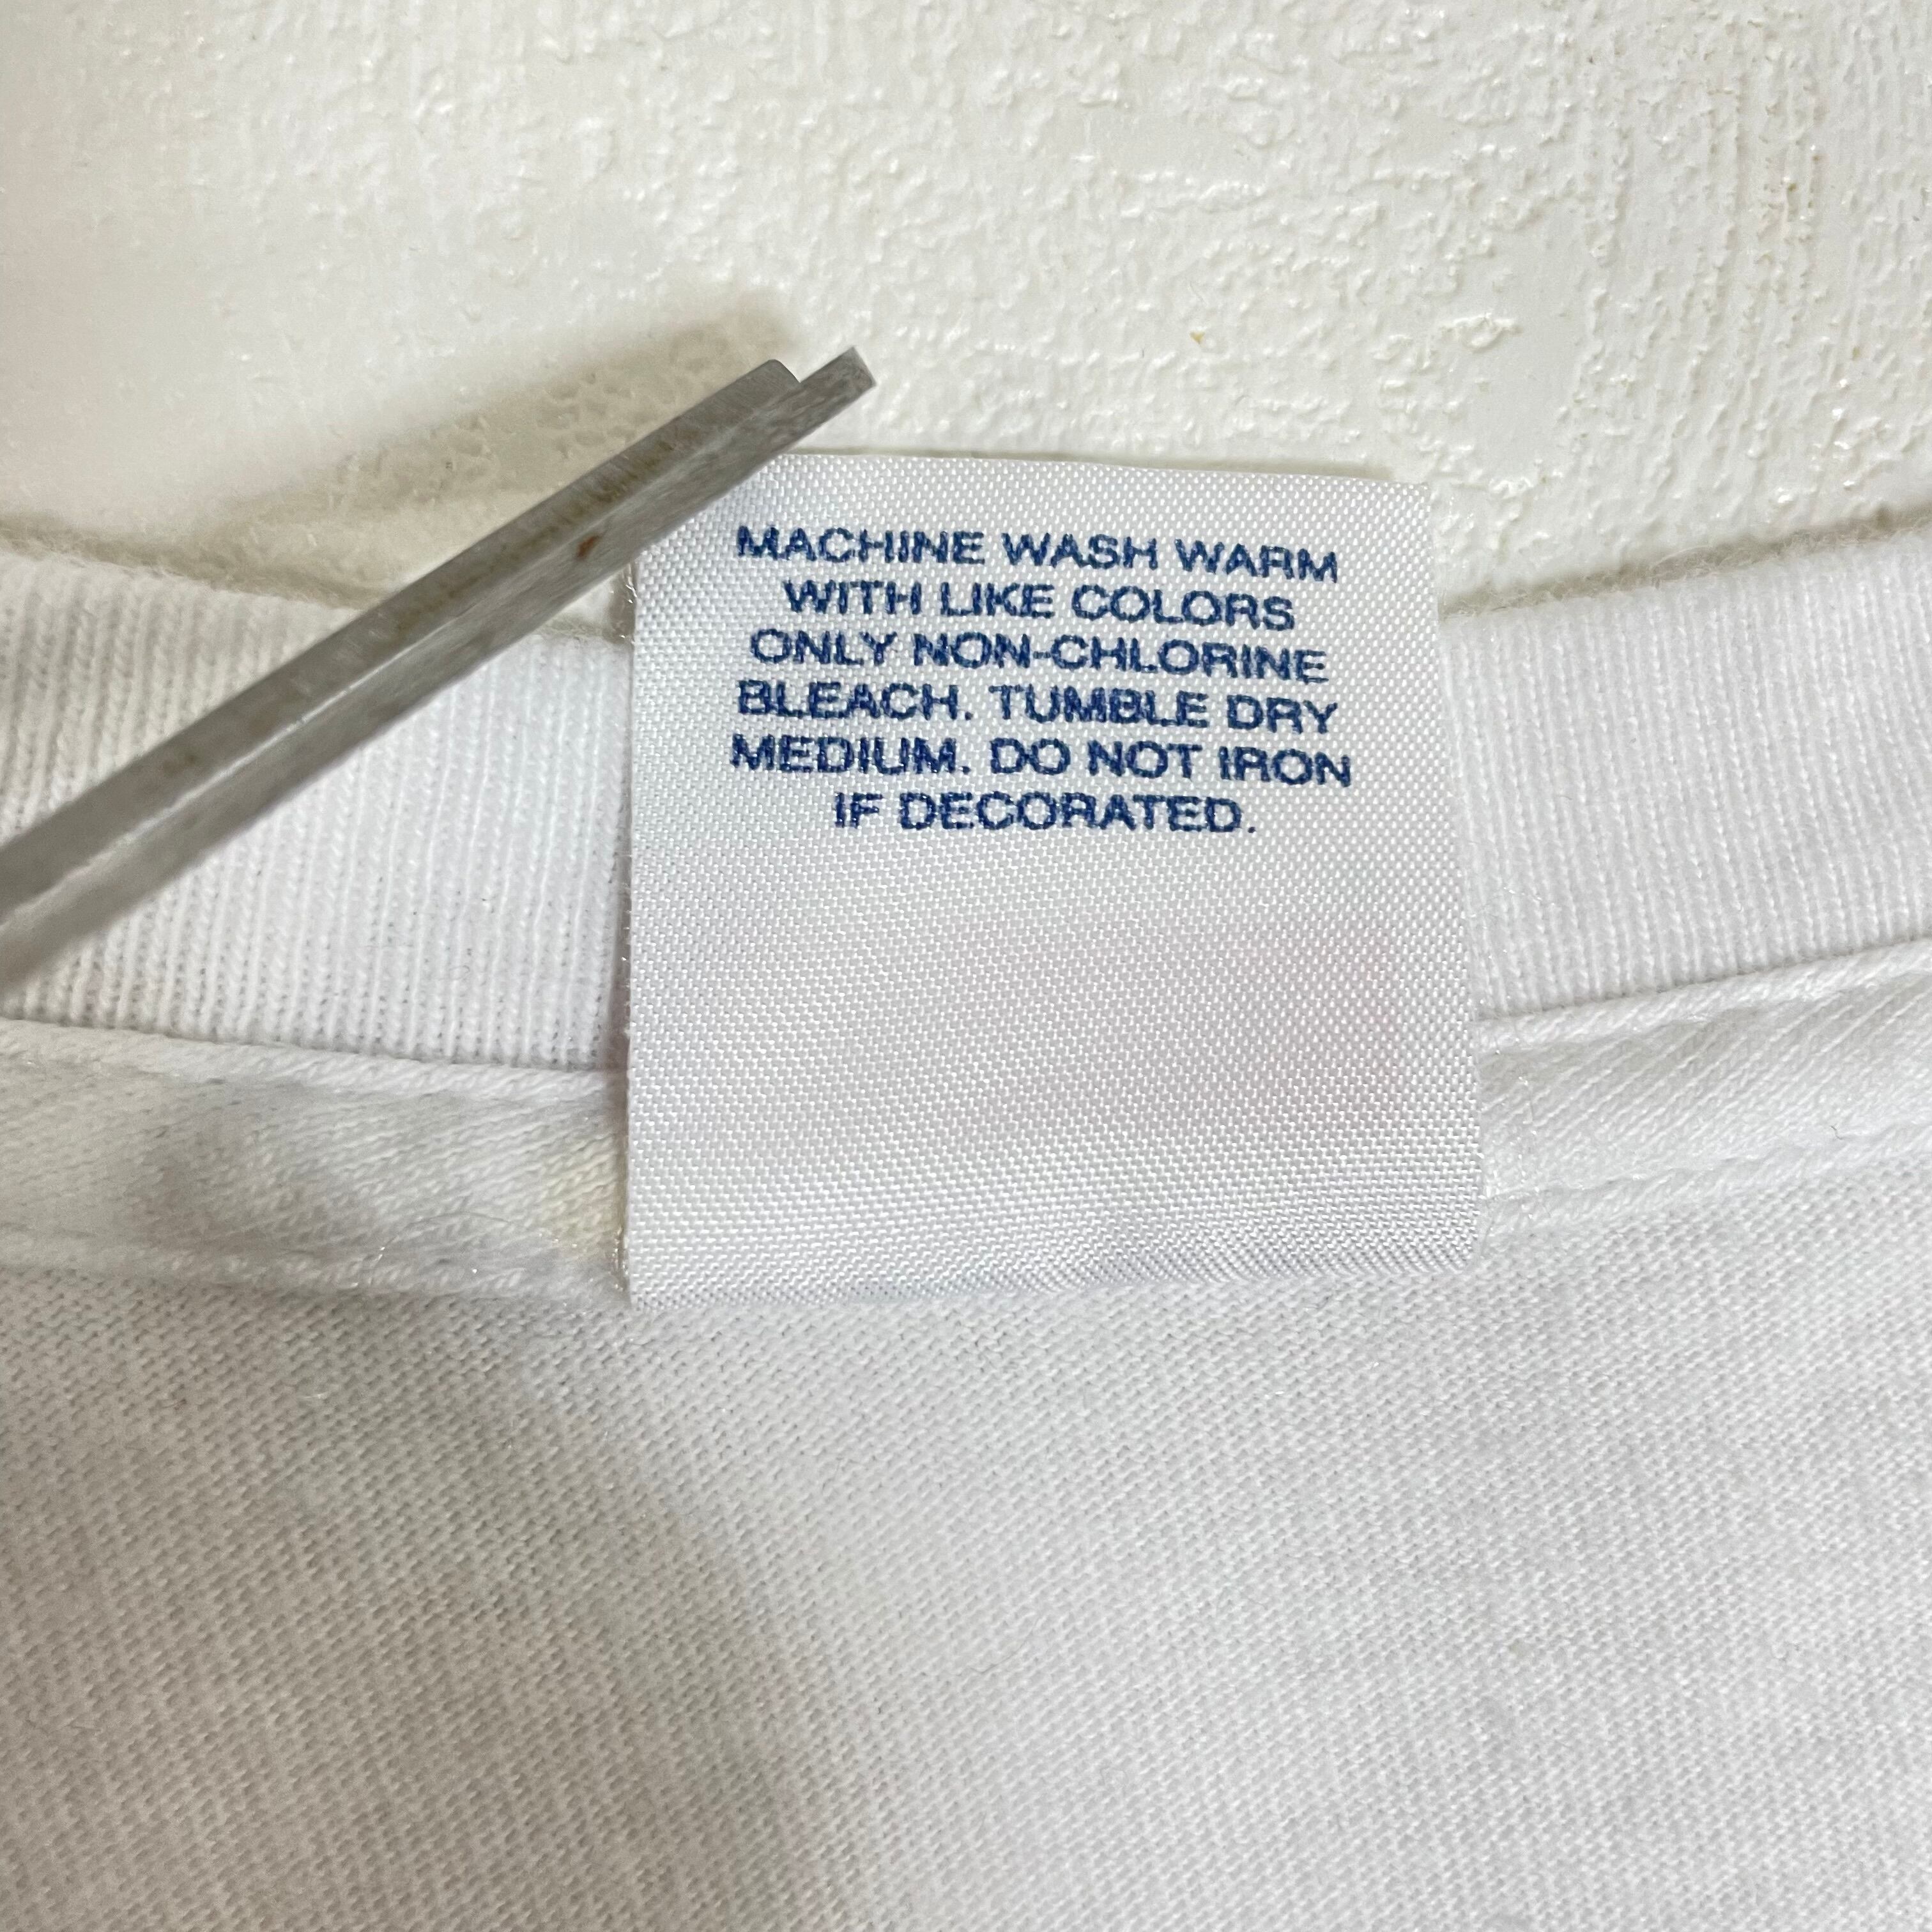 MACHINE WASH WARM
WITH LIKE COLORS
ONLY NON-CHLORINE
BLEACH. TUMBLE DRY
MEDIUM. DO NOT IRON
IF DECORATED.